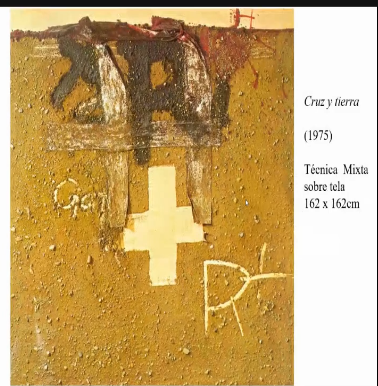 Cruz y tierra
(1975)
Técnica Mixta
sobre tela
162 x 162cm
R